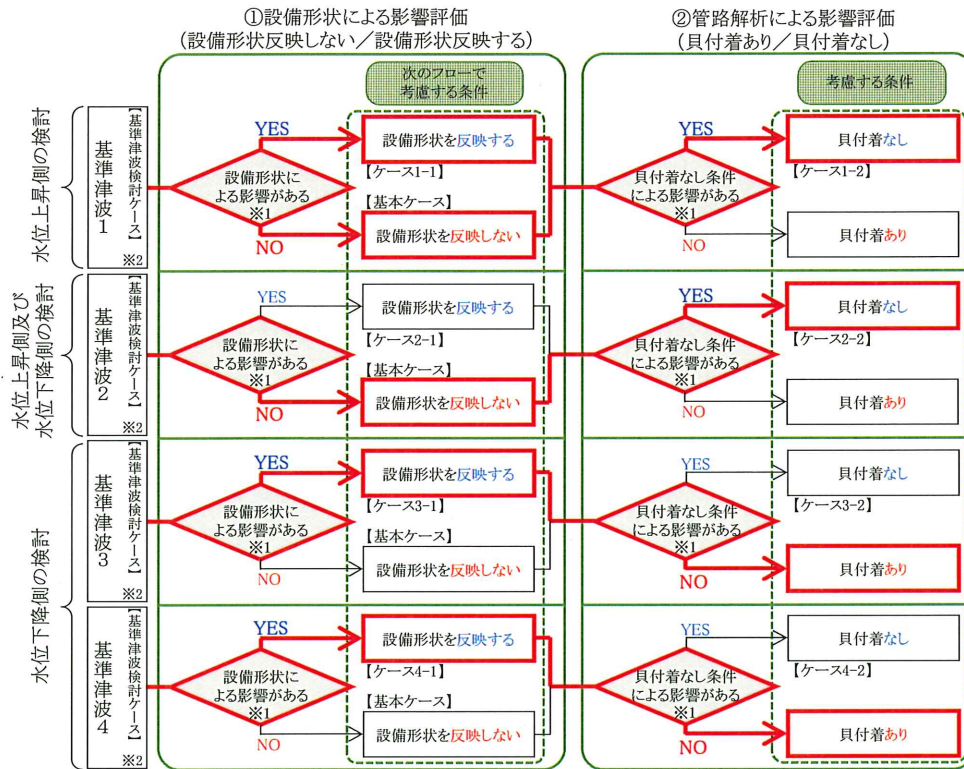 ①設備形状による影響評価
(設備形状反映しない／設備形状反映する)
②管路解析による影響評価
(貝付着あり／貝付着なし)
次のフローで
考慮する条件
考慮する条件
水位上昇側の検討
基準津波1
【基準津波検討ケース】
※2
設備形状に
よる影響がある
※1
YES
設備形状を反映する
【ケース1-1】
【基本ケース】
NO
設備形状を反映しない
貝付着なし条件
による影響がある
※1
YES
貝付着なし
【ケース1-2】
NO
貝付着あり
水位上昇側及び
水位下降側の検討
基準津波2
【基準津波検討ケース】
※2
設備形状に
よる影響がある
※1
YES
設備形状を反映する
【ケース2-1】
【基本ケース】
NO
設備形状を反映しない
貝付着なし条件
による影響がある
※1
YES
貝付着なし
【ケース2-2】
NO
貝付着あり
水位下降側の検討
基準津波3
【基準津波検討ケース】
※2
設備形状に
よる影響がある
※1
YES
設備形状を反映する
【ケース3-1】
【基本ケース】
NO
設備形状を反映しない
貝付着なし条件
による影響がある
※1
YES
貝付着なし
【ケース3-2】
NO
貝付着あり
基準津波4
【基準津波検討ケース】
※2
設備形状に
よる影響がある
※1
YES
設備形状を反映する
【ケース4-1】
【基本ケース】
NO
設備形状を反映しない
貝付着なし条件
による影響がある
※1
YES
貝付着なし
【ケース4-2】
NO
貝付着あり